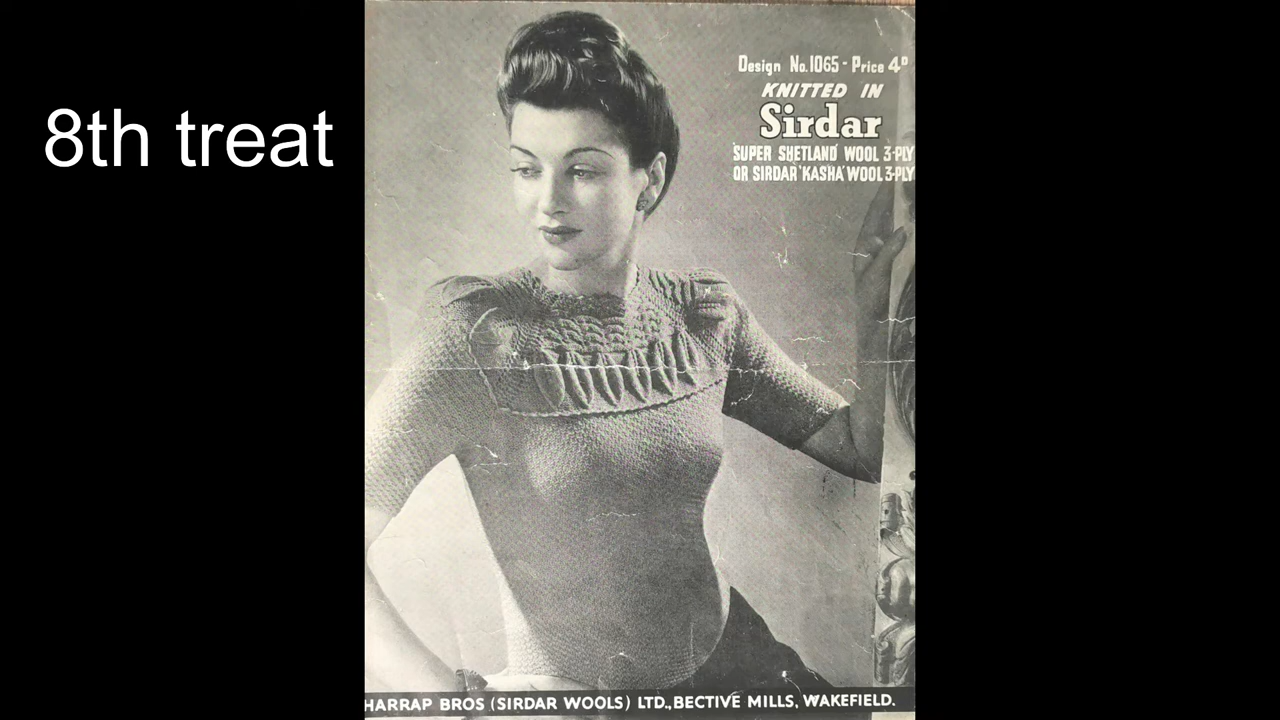 8th treat
Design No.1065 - Price 4ᴰ
KNITTED IN
Sirdar
'SUPER SHETLAND' WOOL 3-PLY
OR SIRDAR 'KASHA' WOOL 3-PLY
HARRAP BROS (SIRDAR WOOLS) LTD., BECTIVE MILLS, WAKEFIELD.